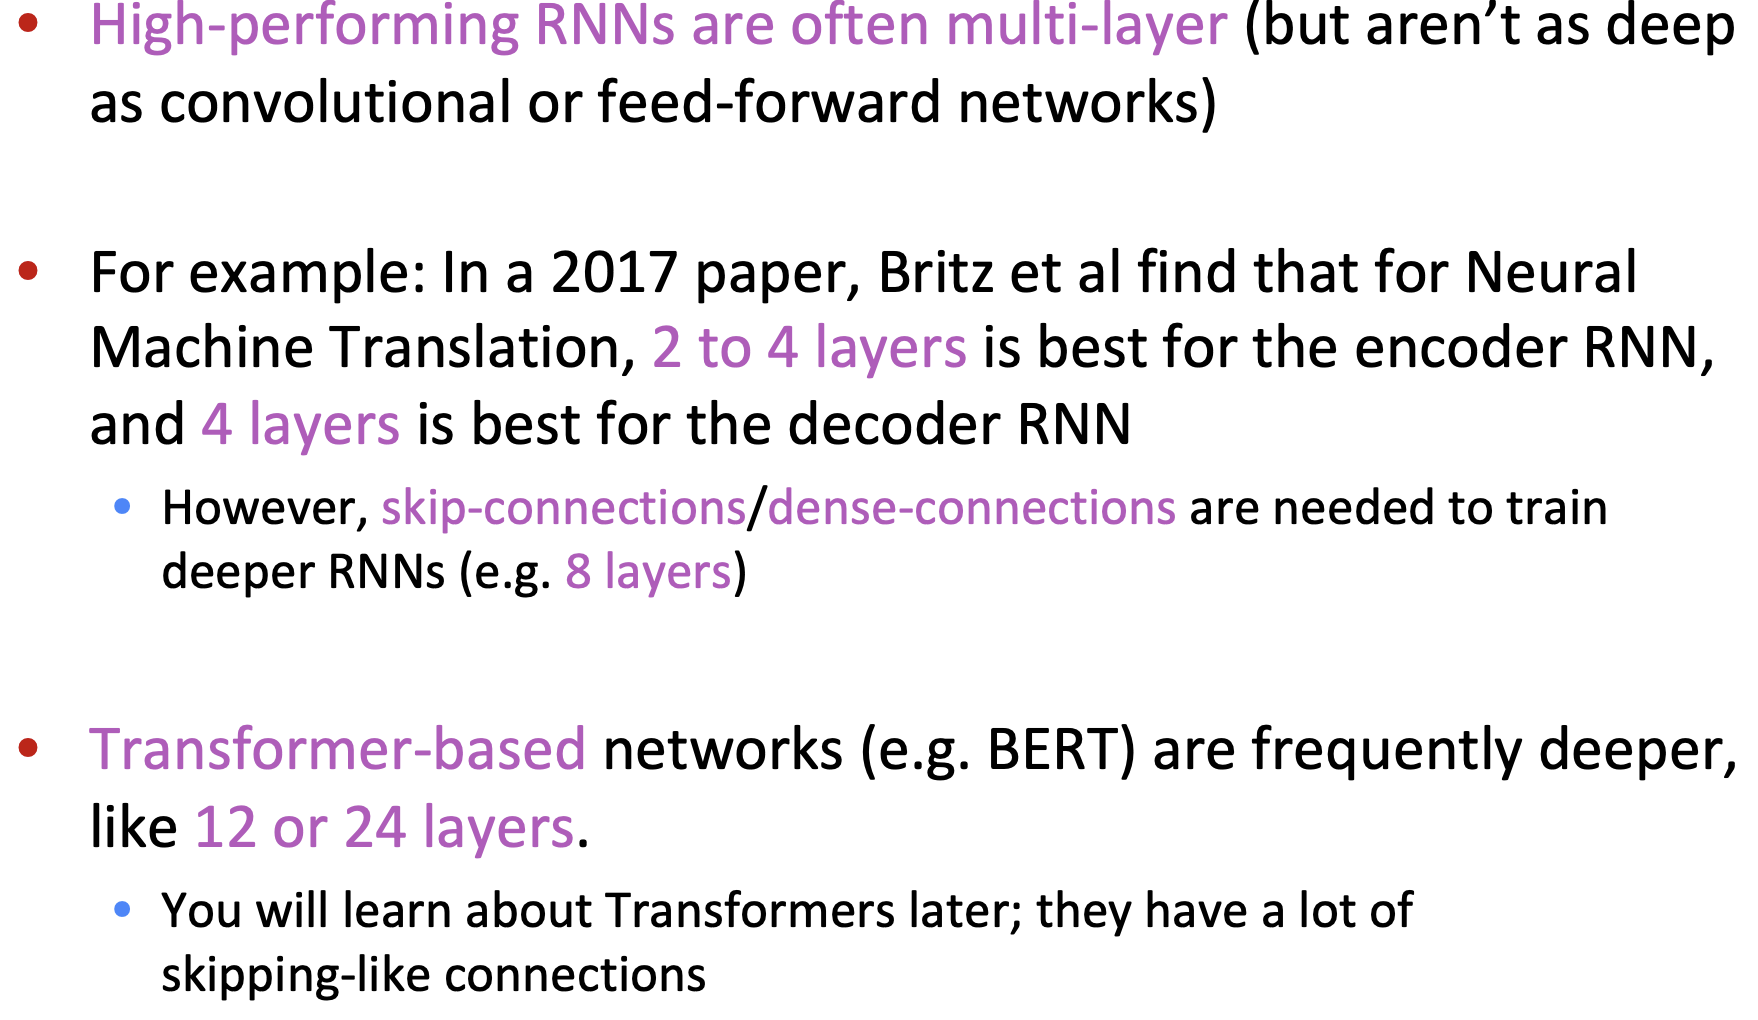 • High-performing RNNs are often multi-layer (but aren’t as deep
as convolutional or feed-forward networks)
• For example: In a 2017 paper, Britz et al find that for Neural
Machine Translation, 2 to 4 layers is best for the encoder RNN,
and 4 layers is best for the decoder RNN
• However, skip-connections/dense-connections are needed to train
deeper RNNs (e.g. 8 layers)
• Transformer-based networks (e.g. BERT) are frequently deeper,
like 12 or 24 layers.
• You will learn about Transformers later; they have a lot of
skipping-like connections